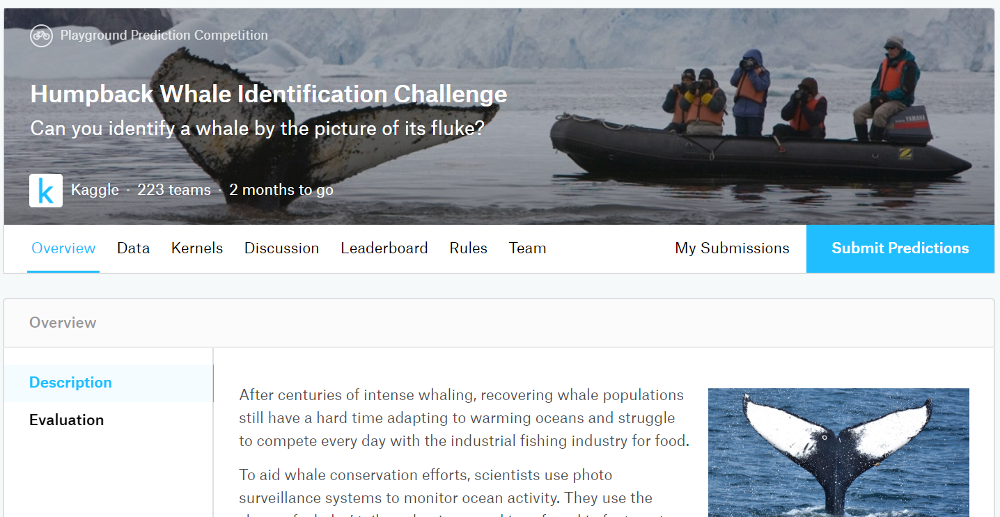 Playground Prediction Competition
Humpback Whale Identification Challenge
Can you identify a whale by the picture of its fluke?
k Kaggle · 223 teams · 2 months to go
YAMAHA
Overview Data Kernels Discussion Leaderboard Rules Team My Submissions Submit Predictions
Overview
Description
Evaluation
After centuries of intense whaling, recovering whale populations
still have a hard time adapting to warming oceans and struggle
to compete every day with the industrial fishing industry for food.
To aid whale conservation efforts, scientists use photo
surveillance systems to monitor ocean activity. They use the